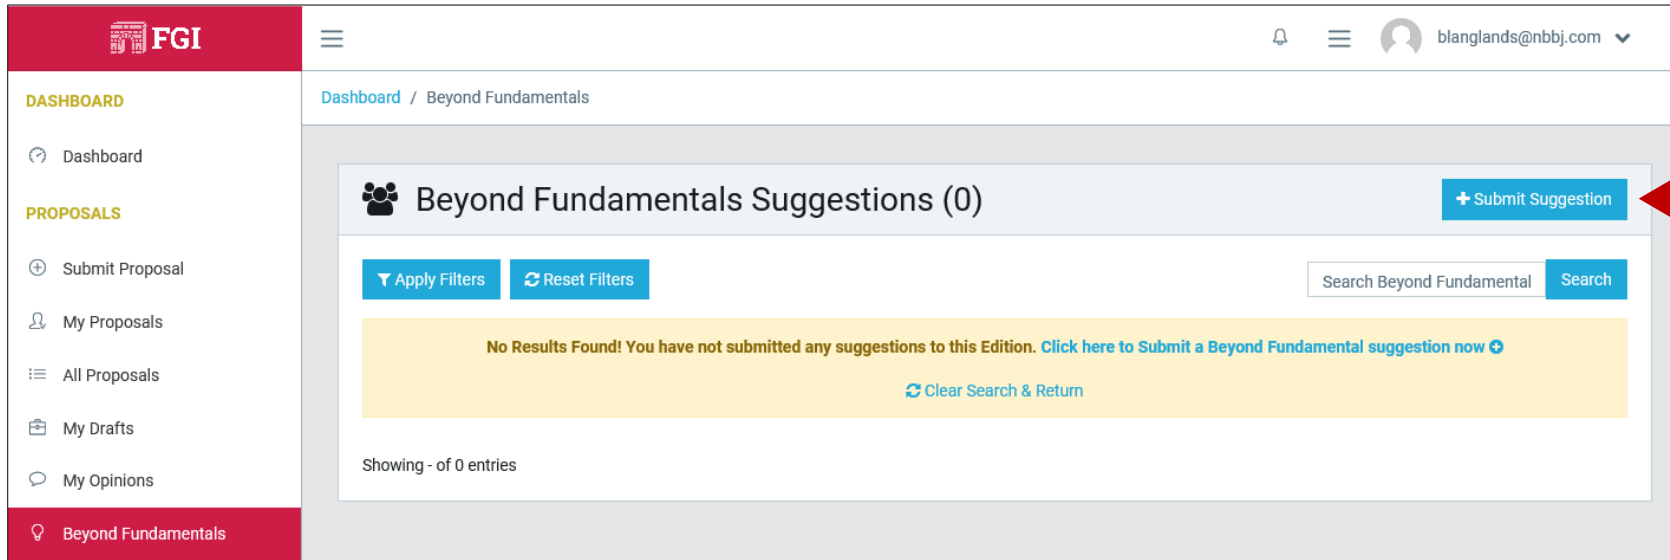 FGI
blanglands@nbbj.com
DASHBOARD
Dashboard / Beyond Fundamentals
Dashboard
PROPOSALS
Beyond Fundamentals Suggestions (0)
Submit Suggestion
Submit Proposal
Apply Filters
Reset Filters
Search Beyond Fundamental
Search
My Proposals
No Results Found! You have not submitted any suggestions to this Edition. Click here to Submit a Beyond Fundamental suggestion now
All Proposals
Clear Search & Return
My Drafts
Showing - of 0 entries
My Opinions
Beyond Fundamentals